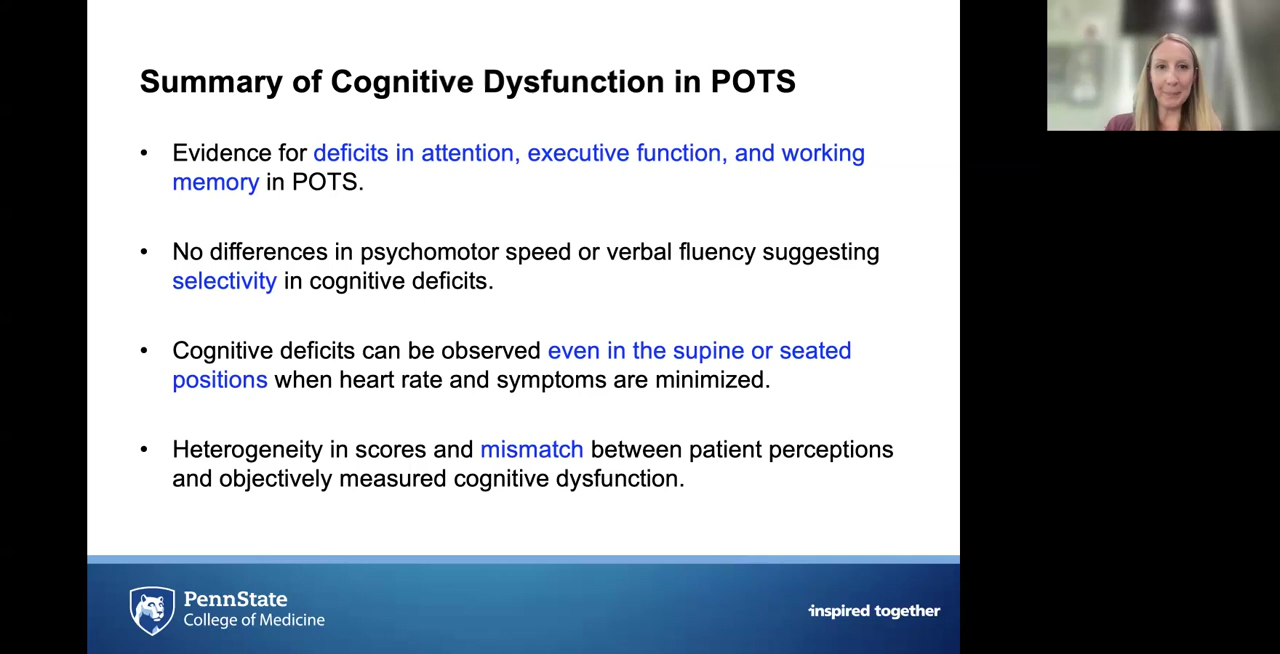 Summary of Cognitive Dysfunction in POTS
• Evidence for deficits in attention, executive function, and working
memory in POTS.
• No differences in psychomotor speed or verbal fluency suggesting
selectivity in cognitive deficits.
• Cognitive deficits can be observed even in the supine or seated
positions when heart rate and symptoms are minimized.
• Heterogeneity in scores and mismatch between patient perceptions
and objectively measured cognitive dysfunction.
PennState
College of Medicine
inspired together